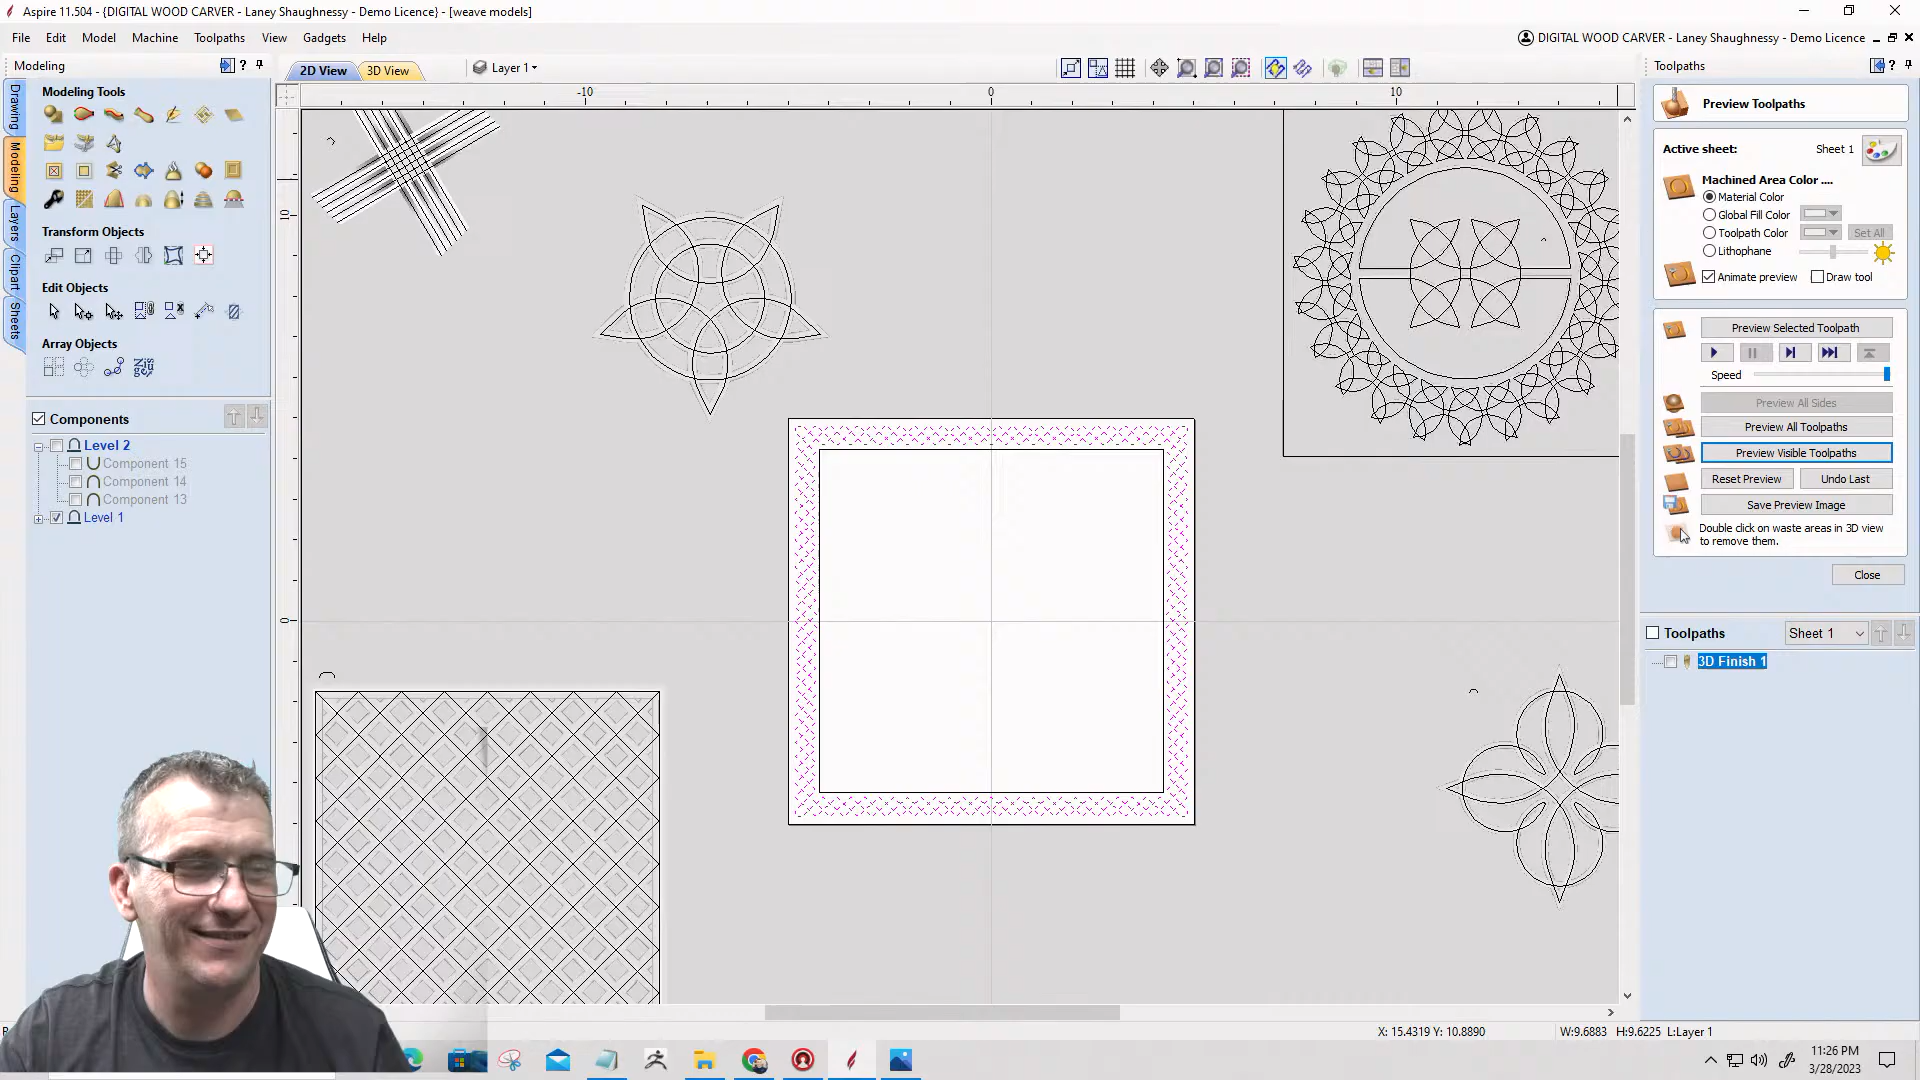 Aspire 11.504 - {DIGITAL WOOD CARVER - Laney Shaughnessy - Demo Licence} - [weave models]
File Edit Model Machine Toolpaths View Gadgets Help
DIGITAL WOOD CARVER - Laney Shaughnessy - Demo Licence
Modeling
2D View
3D View
Layer 1
Toolpaths
Drawing
Modeling
Layers
Clipart
Sheets
Modeling Tools
Transform Objects
Edit Objects
Array Objects
Components
Level 2
Component 15
Component 14
Component 13
Level 1
-10
0
10
10
0
Preview Toolpaths
Active sheet: Sheet 1
Machined Area Color ....
Material Color
Global Fill Color
Toolpath Color
Set All
Lithophane
Animate preview
Draw tool
Preview Selected Toolpath
Speed
Preview All Sides
Preview All Toolpaths
Preview Visible Toolpaths
Reset Preview
Undo Last
Save Preview Image
Double click on waste areas in 3D view
to remove them.
Close
Toolpaths
Sheet 1
3D Finish 1
X: 15.4319 Y: 10.8890
W:9.6883 H:9.6225 L:Layer 1
11:26 PM
3/28/2023